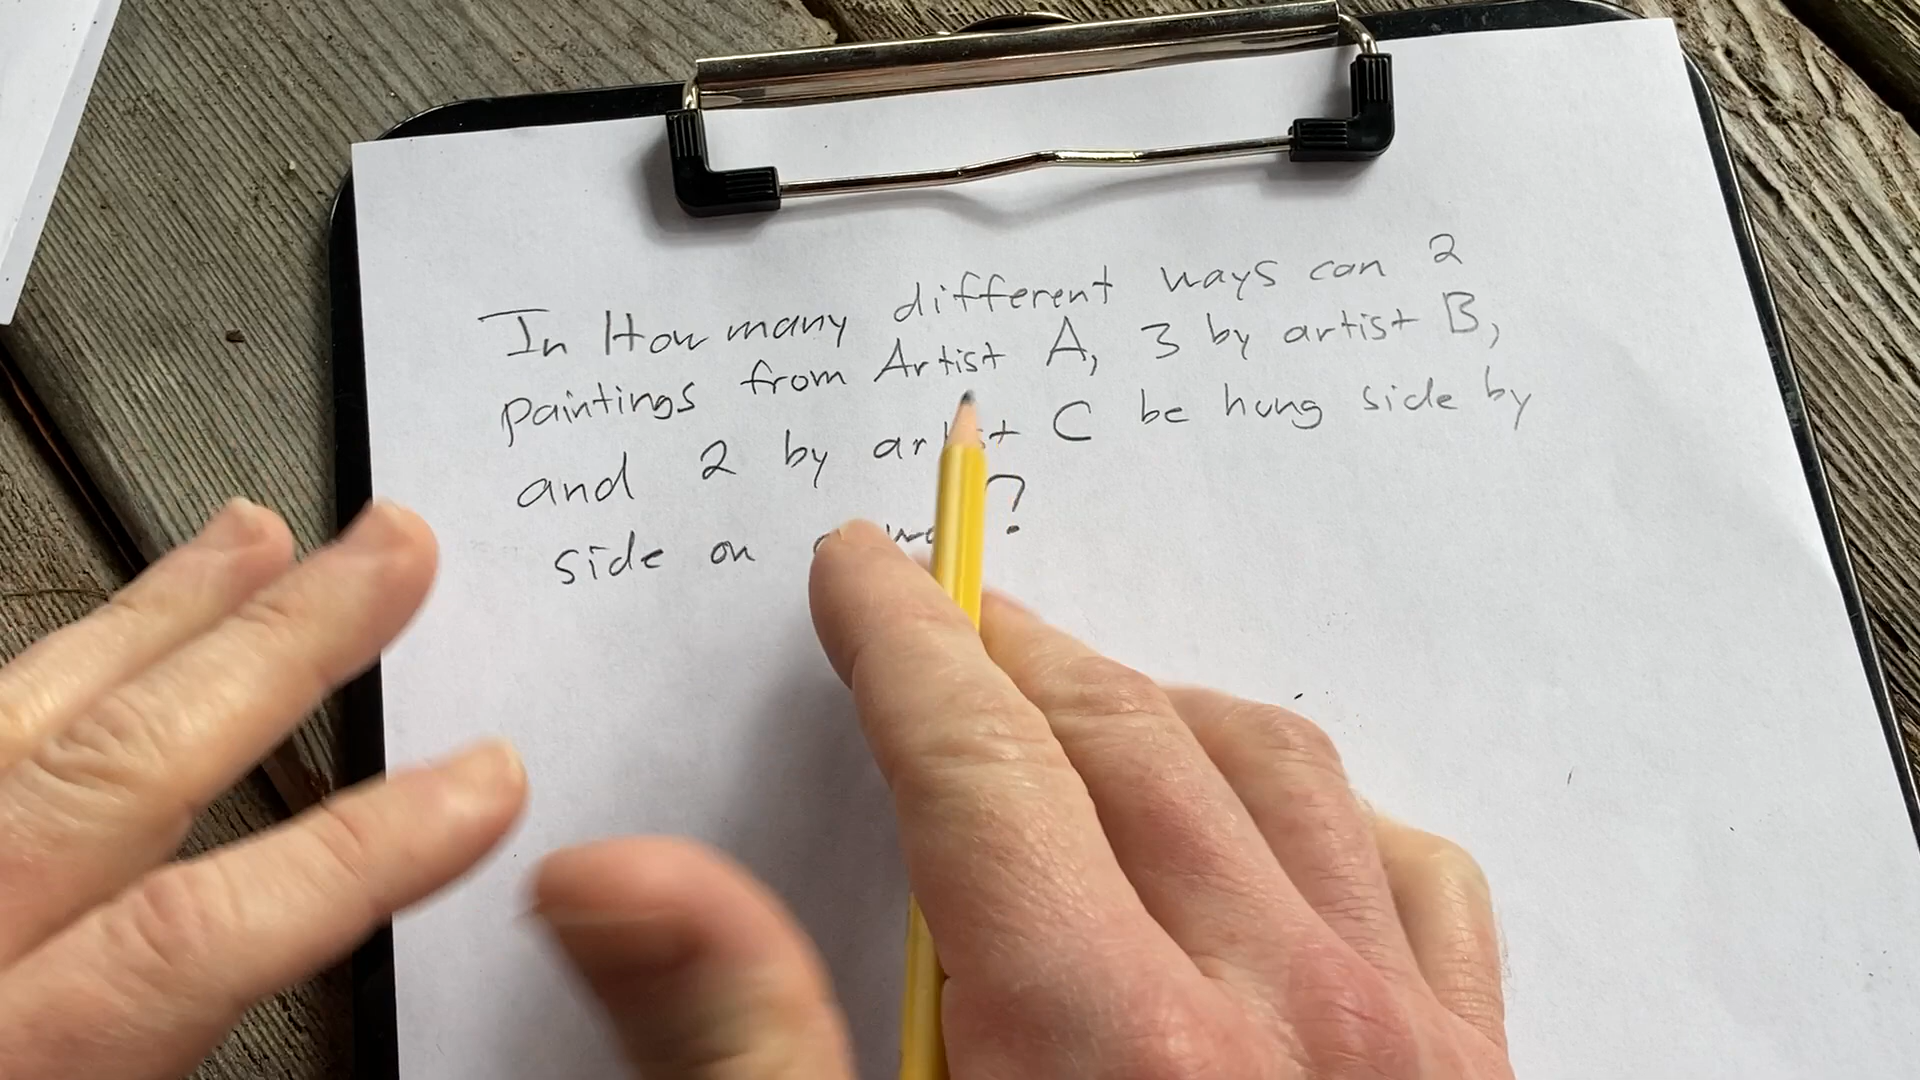 In How many different ways can 2
paintings from Artist A, 3 by artist B,
and 2 by artist C be hung side by
side on ?